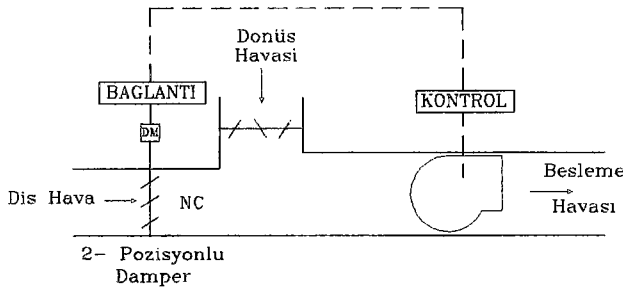 Donüs
Havasi
BAGLANTI
KONTROL
DM
Dis Hava
NC
Besleme
Havası
2- Pozisyonlu
Damper